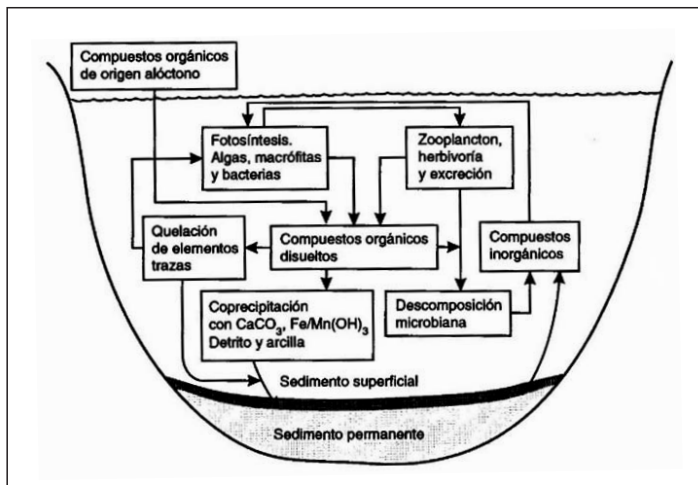 Compuestos orgánicos
de origen alóctono
Fotosíntesis.
Algas, macrófitas
y bacterias
Zooplancton,
herbivoría
y excreción
Quelación
de elementos
trazas
Compuestos orgánicos
disueltos
Compuestos
inorgánicos
Coprecipitación
con CaCO₃, Fe/Mn(OH)₃
Detrito y arcilla
Descomposición
microbiana
Sedimento superficial
Sedimento permanente